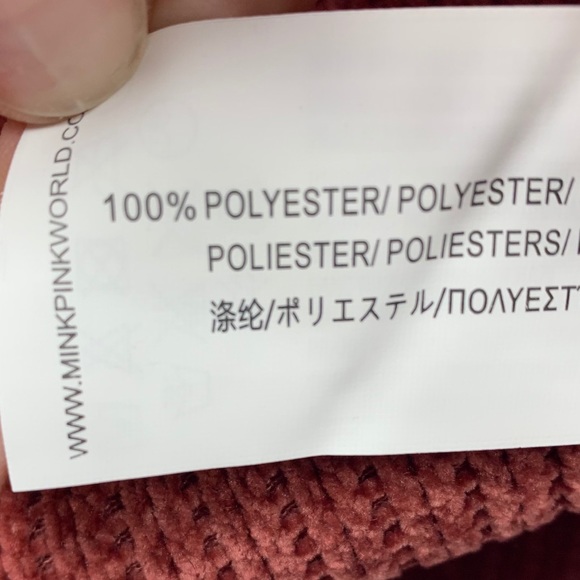 100% POLYESTER/ POLYESTER/
POLIESTER/ POLIESTERS/
涤纶/ポリエステル/ΠΟΛΥΕΣΤ
WWW.MINKPINKWORLD.CO